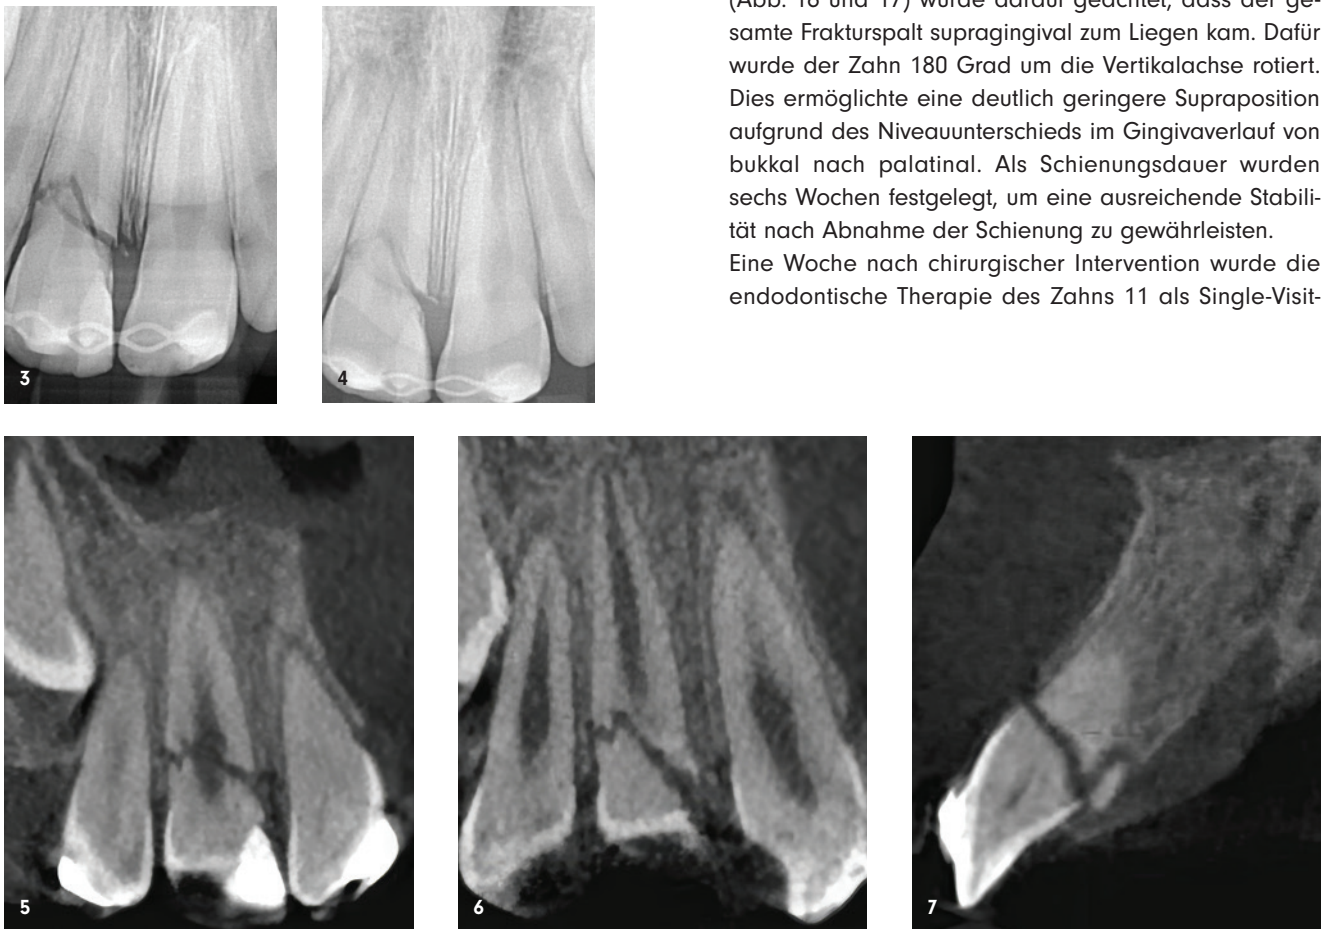 (Abb. 16 und 17) wurde darauf geachtet, dass der ge-
samte Frakturspalt supragingival zum Liegen kam. Dafür
wurde der Zahn 180 Grad um die Vertikalachse rotiert.
Dies ermöglichte eine deutlich geringere Supraposition
aufgrund des Niveauunterschieds im Gingivaverlauf von
bukkal nach palatinal. Als Schienungsdauer wurden
sechs Wochen festgelegt, um eine ausreichende Stabili-
tät nach Abnahme der Schienung zu gewährleisten.
Eine Woche nach chirurgischer Intervention wurde die
endodontische Therapie des Zahns 11 als Single-Visit-
3
4
5
6
7